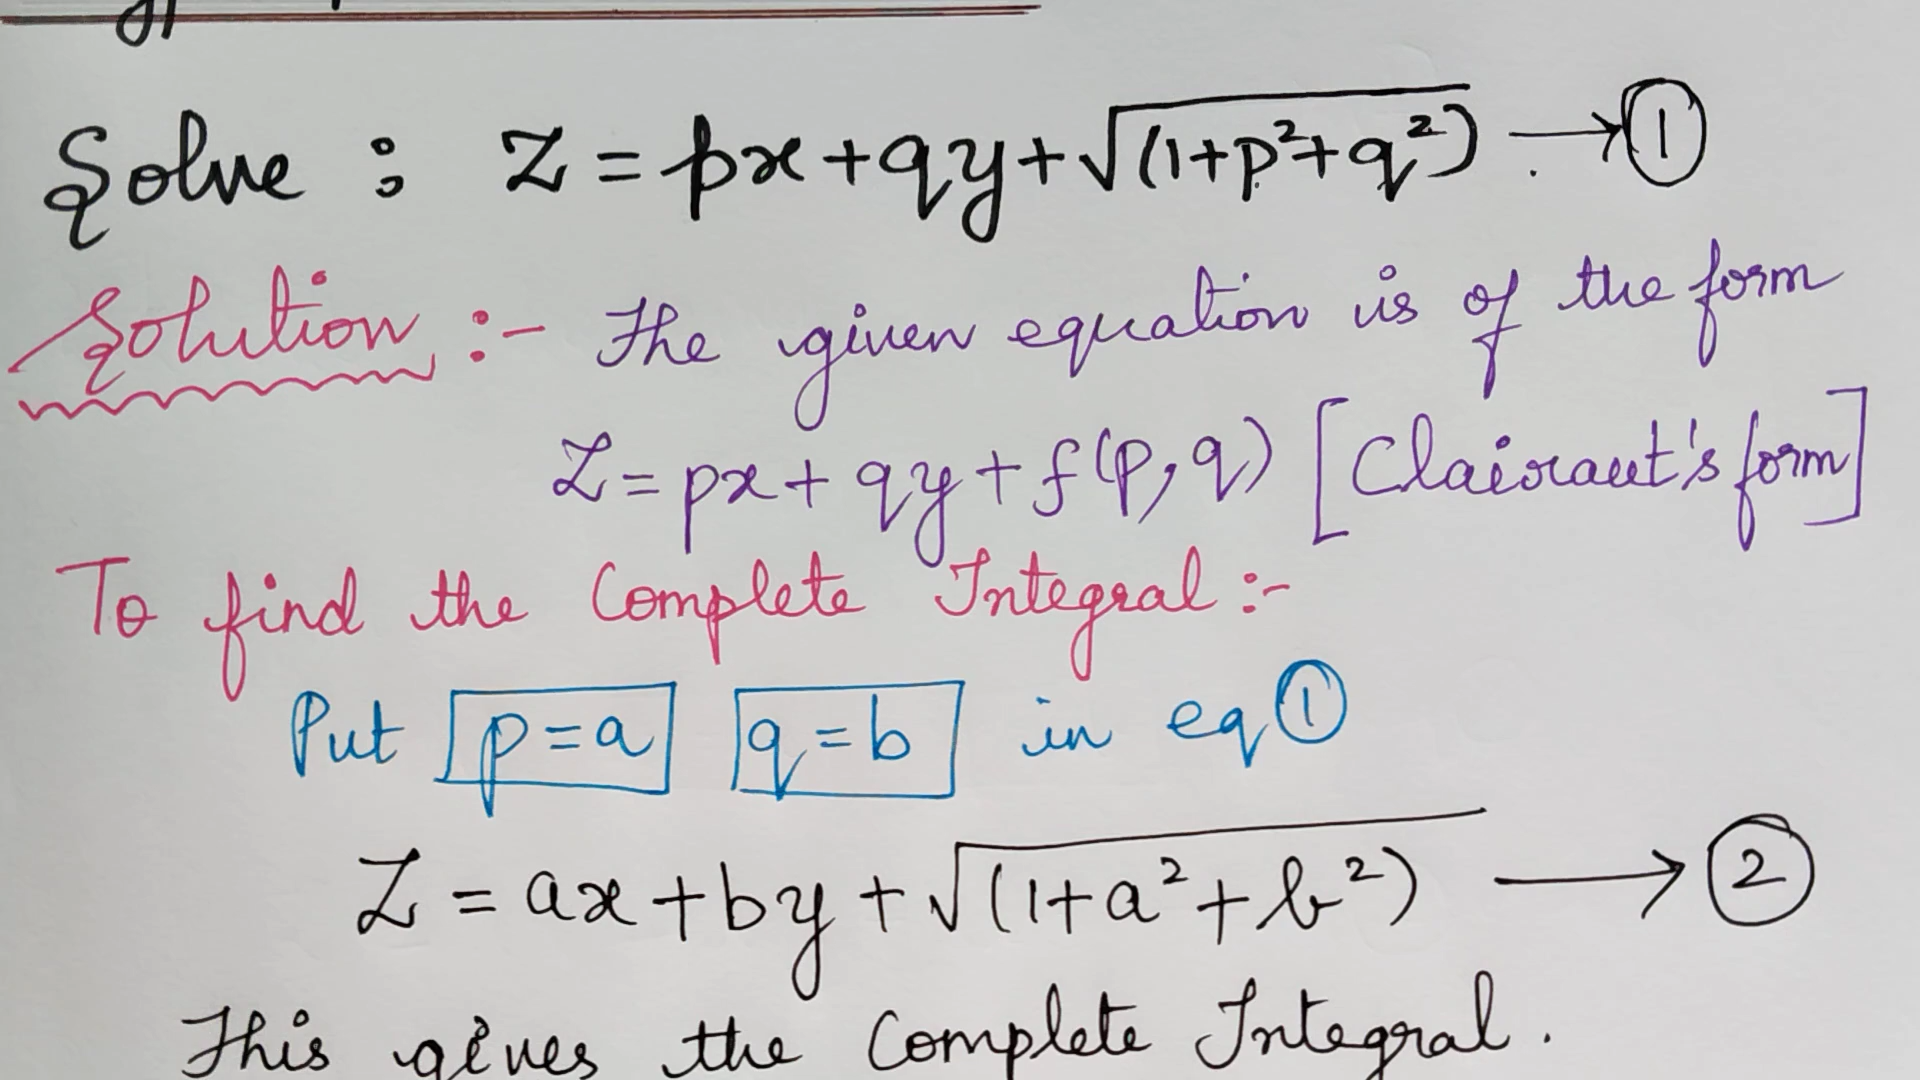 Solve : Z = px + qy + √(1+p²+q²). → ①
Solution :- The given equation is of the form
Z = px + qy + f(p, q) [Clairaut's form]
To find the Complete Integral :-
Put p = a q = b in eq ①
Z = ax + by + √(1+a²+b²) → ②
This gives the Complete Integral.